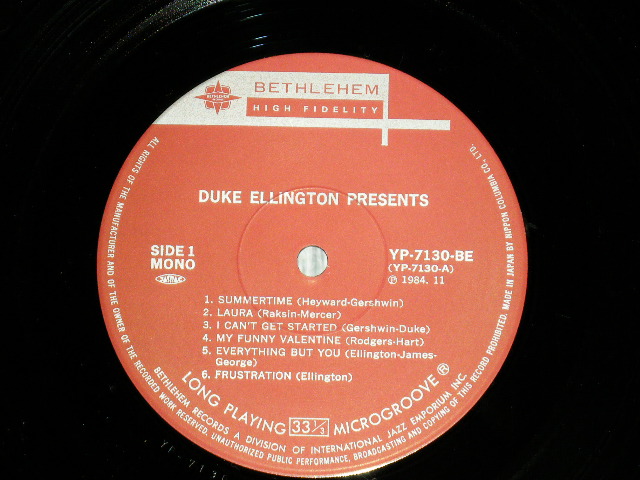 BETHLEHEM
BETHLEHEM
HIGH FIDELITY
DUKE ELLINGTON PRESENTS
SIDE 1
MONO
YP-7130-BE
(YP-7130-A)
Ⓟ 1984. 11
1. SUMMERTIME (Heyward-Gershwin)
2. LAURA (Raksin-Mercer)
3. I CAN'T GET STARTED (Gershwin-Duke)
4. MY FUNNY VALENTINE (Rodgers-Hart)
5. EVERYTHING BUT YOU (Ellington-James-
George)
6. FRUSTRATION (Ellington)
LONG PLAYING 33 1/3 MICROGROOVE ®
BETHLEHEM RECORDS A DIVISION OF INTERNATIONAL JAZZ EMPORIUM INC.
ALL RIGHTS OF THE MANUFACTURER AND OF THE OWNER OF THE RECORDED WORK RESERVED. UNAUTHORIZED PUBLIC PERFORMANCE, BROADCASTING AND COPYING OF THIS RECORD PROHIBITED. MADE IN JAPAN BY NIPPON COLUMBIA CO., LTD.